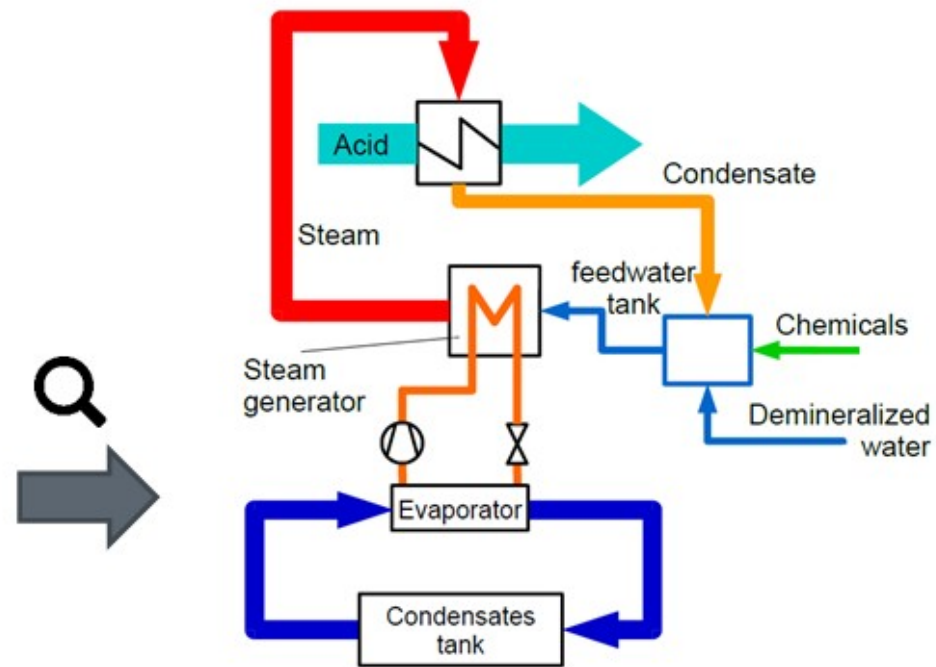 Acid
Condensate
Steam
feedwater
tank
Chemicals
Steam
generator
Demineralized
water
Evaporator
Condensates
tank